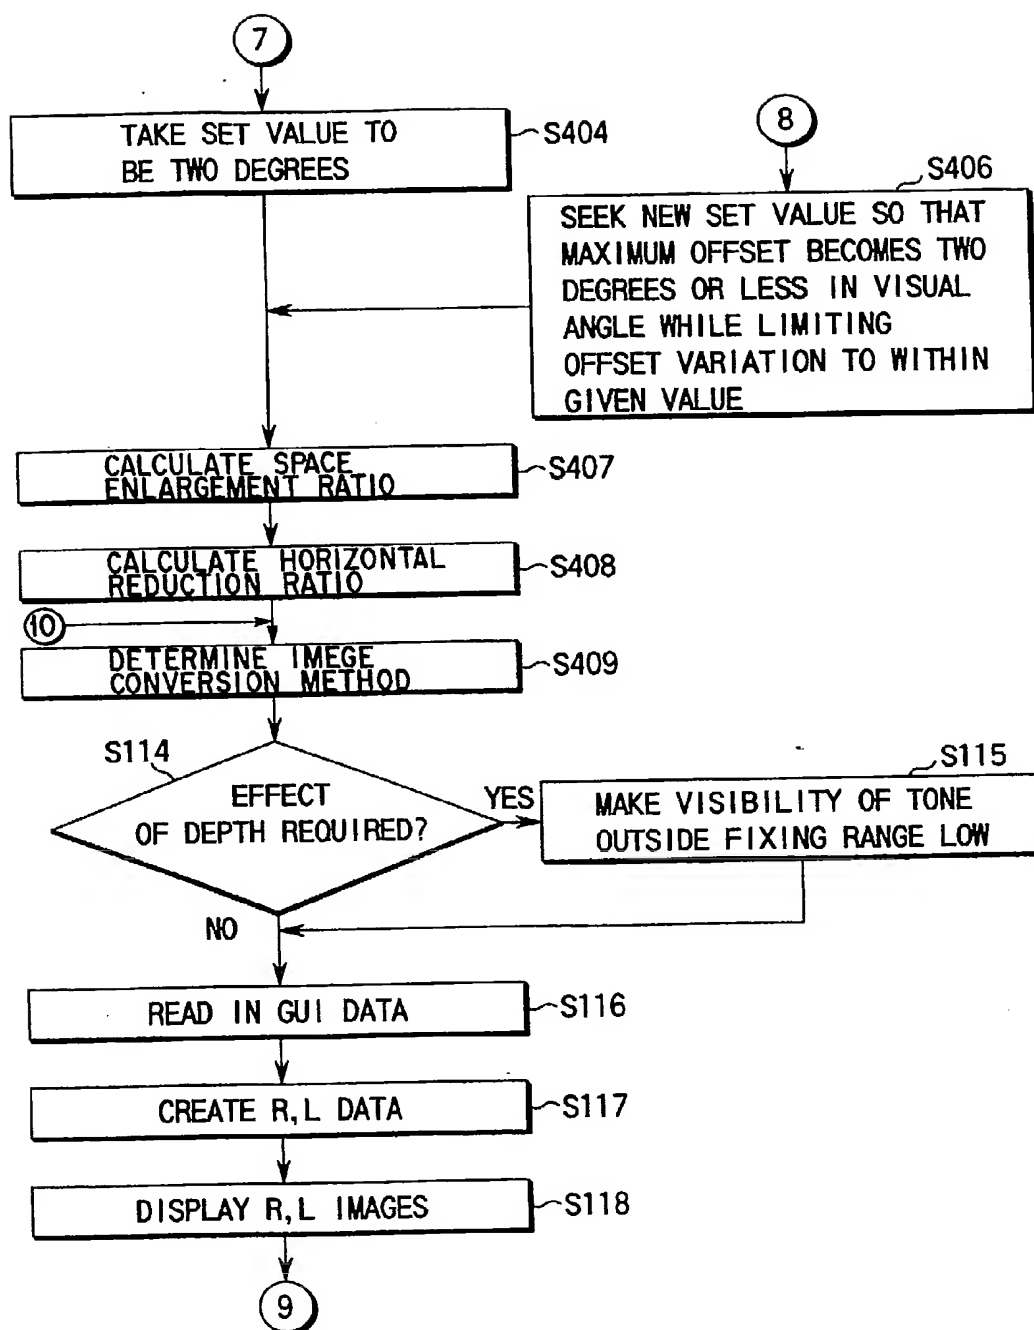 7
TAKE SET VALUE TO
BE TWO DEGREES
S404
8
S406
SEEK NEW SET VALUE SO THAT
MAXIMUM OFFSET BECOMES TWO
DEGREES OR LESS IN VISUAL
ANGLE WHILE LIMITING
OFFSET VARIATION TO WITHIN
GIVEN VALUE
CALCULATE SPACE
ENLARGEMENT RATIO
S407
CALCULATE HORIZONTAL
REDUCTION RATIO
S408
10
DETERMINE IMEGE
CONVERSION METHOD
S409
S114
EFFECT
OF DEPTH REQUIRED?
YES
S115
MAKE VISIBILITY OF TONE
OUTSIDE FIXING RANGE LOW
NO
READ IN GUI DATA
S116
CREATE R,L DATA
S117
DISPLAY R,L IMAGES
S118
9